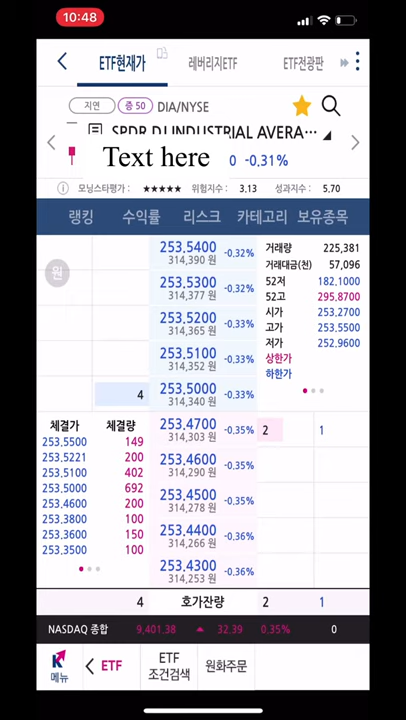 10:48
ETF현재가 레버리지ETF ETF전광판
지연 증 50 DIA/NYSE
SPDR DJ INDUSTRIAL AVERA…
Text here 0 -0.31%
모닝스타평가 : ★★★★★ 위험지수 : 3.13 성과지수 : 5.70
랭킹 수익률 리스크 카테고리 보유종목
253.5400 -0.32% 거래량 225,381
314,390 원 거래대금(천) 57,096
원 253.5300 -0.32% 52저 182.1000
314,377 원 52고 295.8700
253.5200 -0.33% 시가 253.2700
314,365 원 고가 253.5500
253.5100 -0.33% 저가 252.9600
314,352 원 상한가
하한가
4 253.5000 -0.33%
314,340 원
체결가 체결량 253.4700 -0.35% 2 1
253.5500 149 314,303 원
253.5221 200 253.4600 -0.35%
253.5100 402 314,290 원
253.5000 692 253.4500 -0.35%
253.4600 200 314,278 원
253.3800 100 253.4400 -0.36%
253.3600 150 314,266 원
253.3500 100 253.4300 -0.36%
314,253 원
4 호가잔량 2 1
NASDAQ 종합 9,401.38 ▲ 32.39 0.35% 0
K 메뉴 ETF ETF 조건검색 원화주문